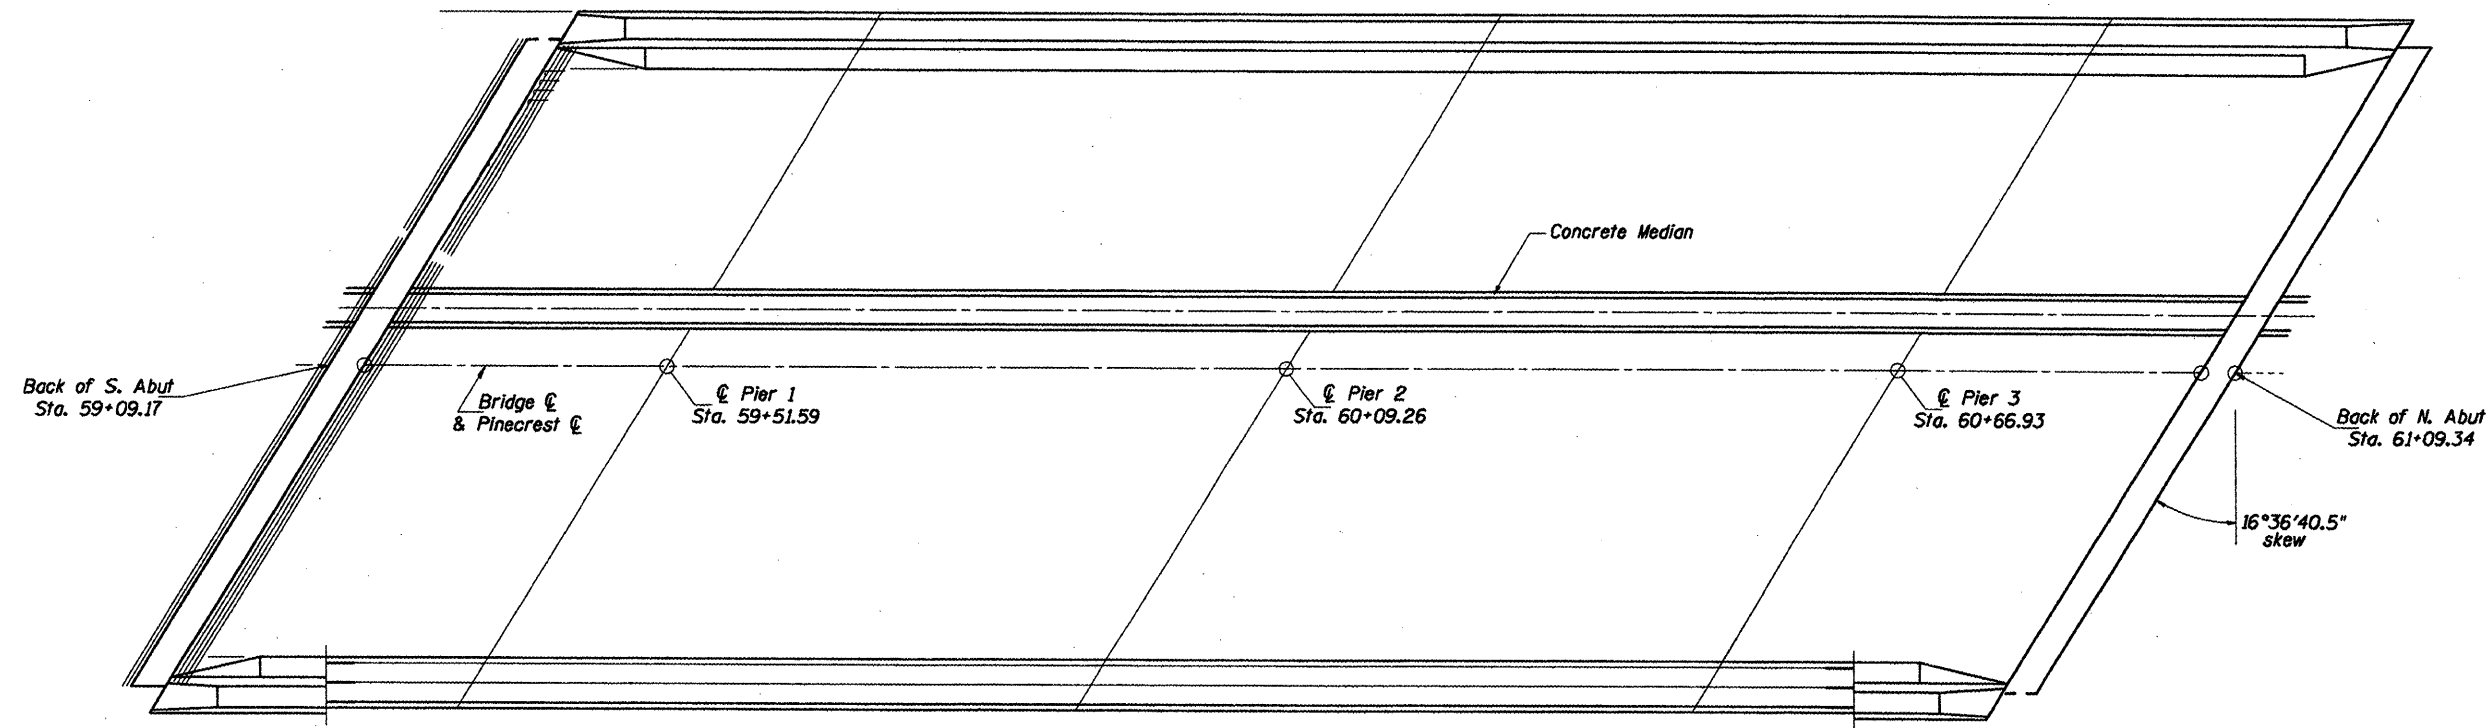 Concrete Median
Back of S. Abut
Sta. 59+09.17
Bridge ℄
& Pinecrest ℄
℄ Pier 1
Sta. 59+51.59
℄ Pier 2
Sta. 60+09.26
℄ Pier 3
Sta. 60+66.93
Back of N. Abut
Sta. 61+09.34
16°36'40.5"
skew